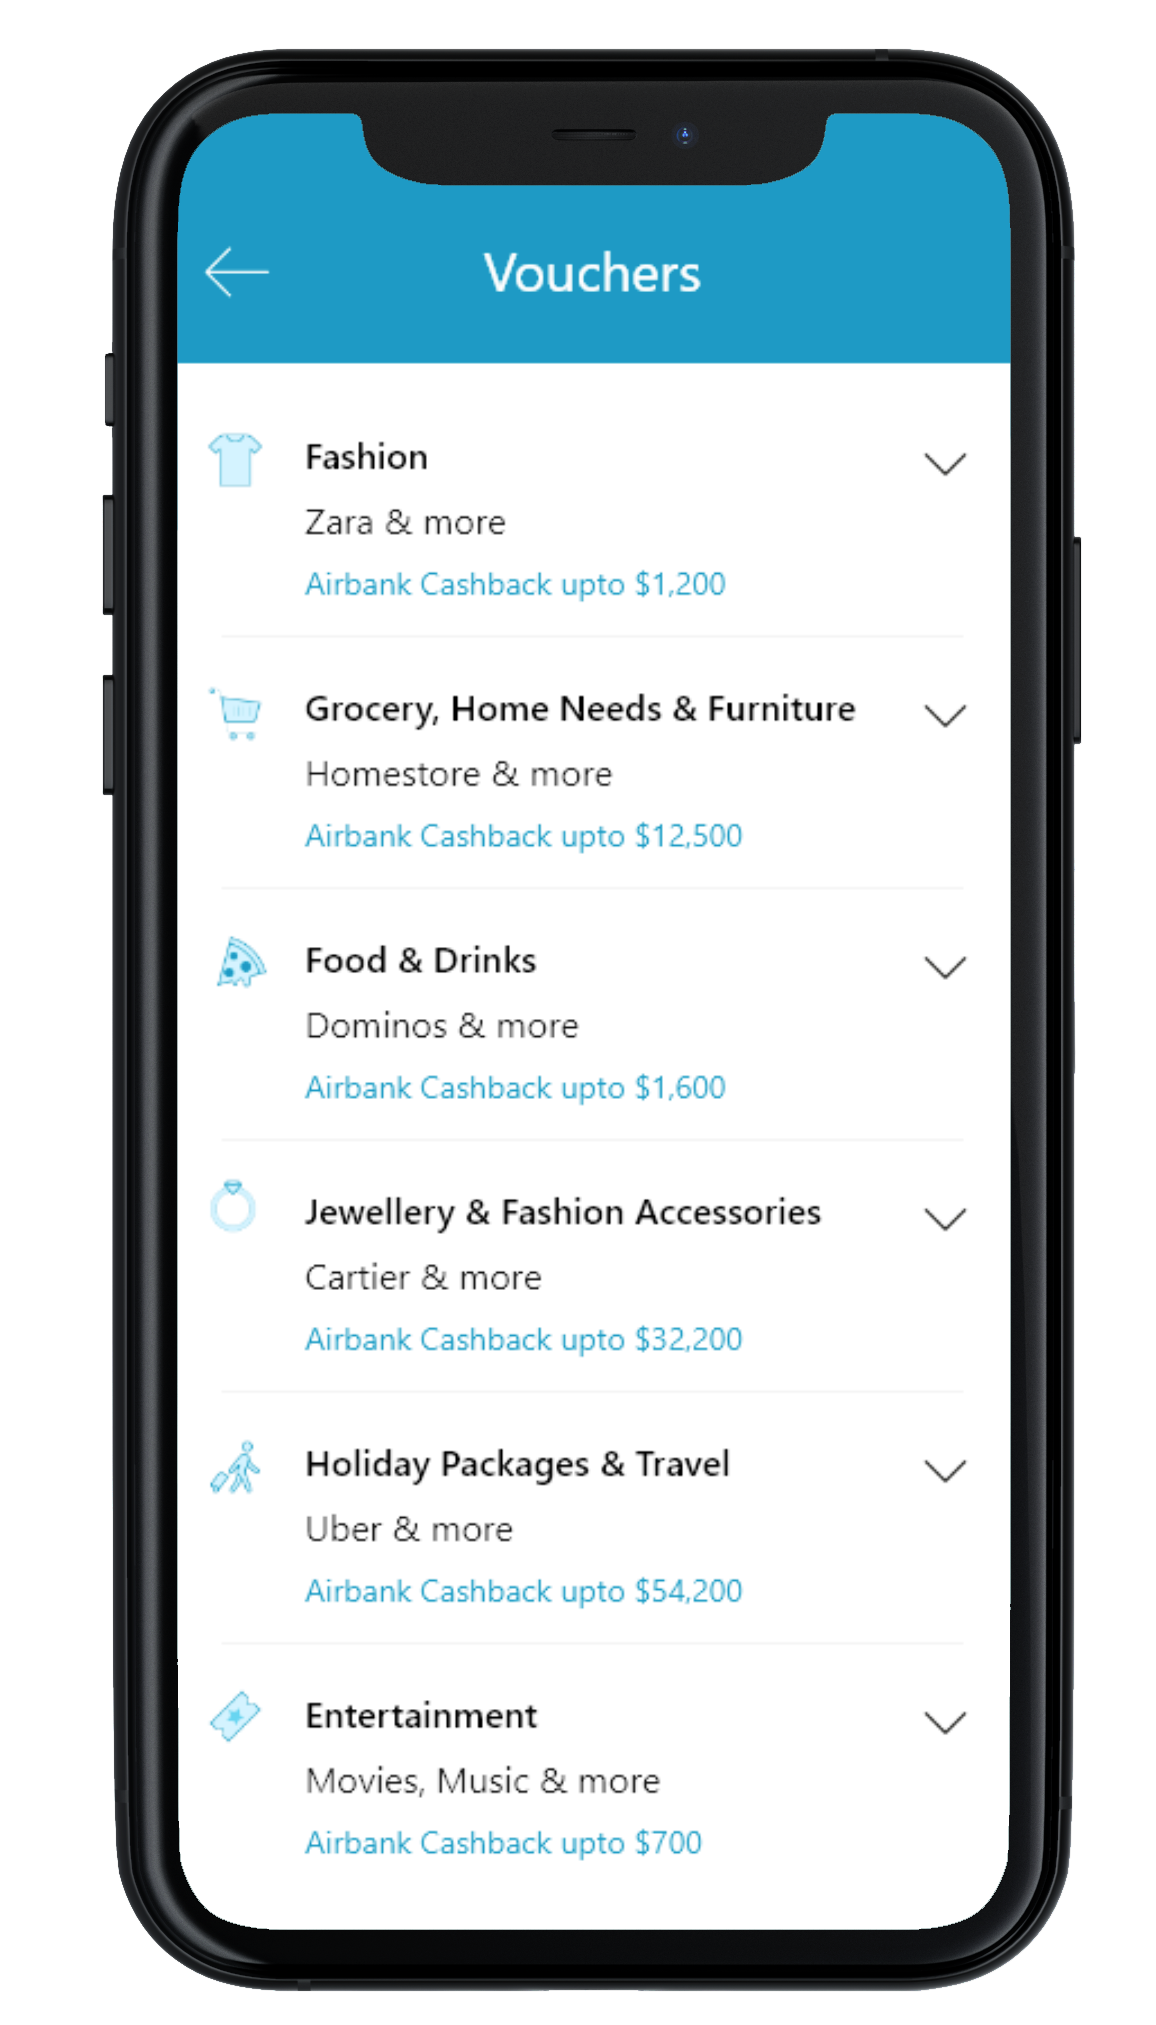 Vouchers
Fashion
Zara & more
Airbank Cashback upto $1,200
Grocery, Home Needs & Furniture
Homestore & more
Airbank Cashback upto $12,500
Food & Drinks
Dominos & more
Airbank Cashback upto $1,600
Jewellery & Fashion Accessories
Cartier & more
Airbank Cashback upto $32,200
Holiday Packages & Travel
Uber & more
Airbank Cashback upto $54,200
Entertainment
Movies, Music & more
Airbank Cashback upto $700